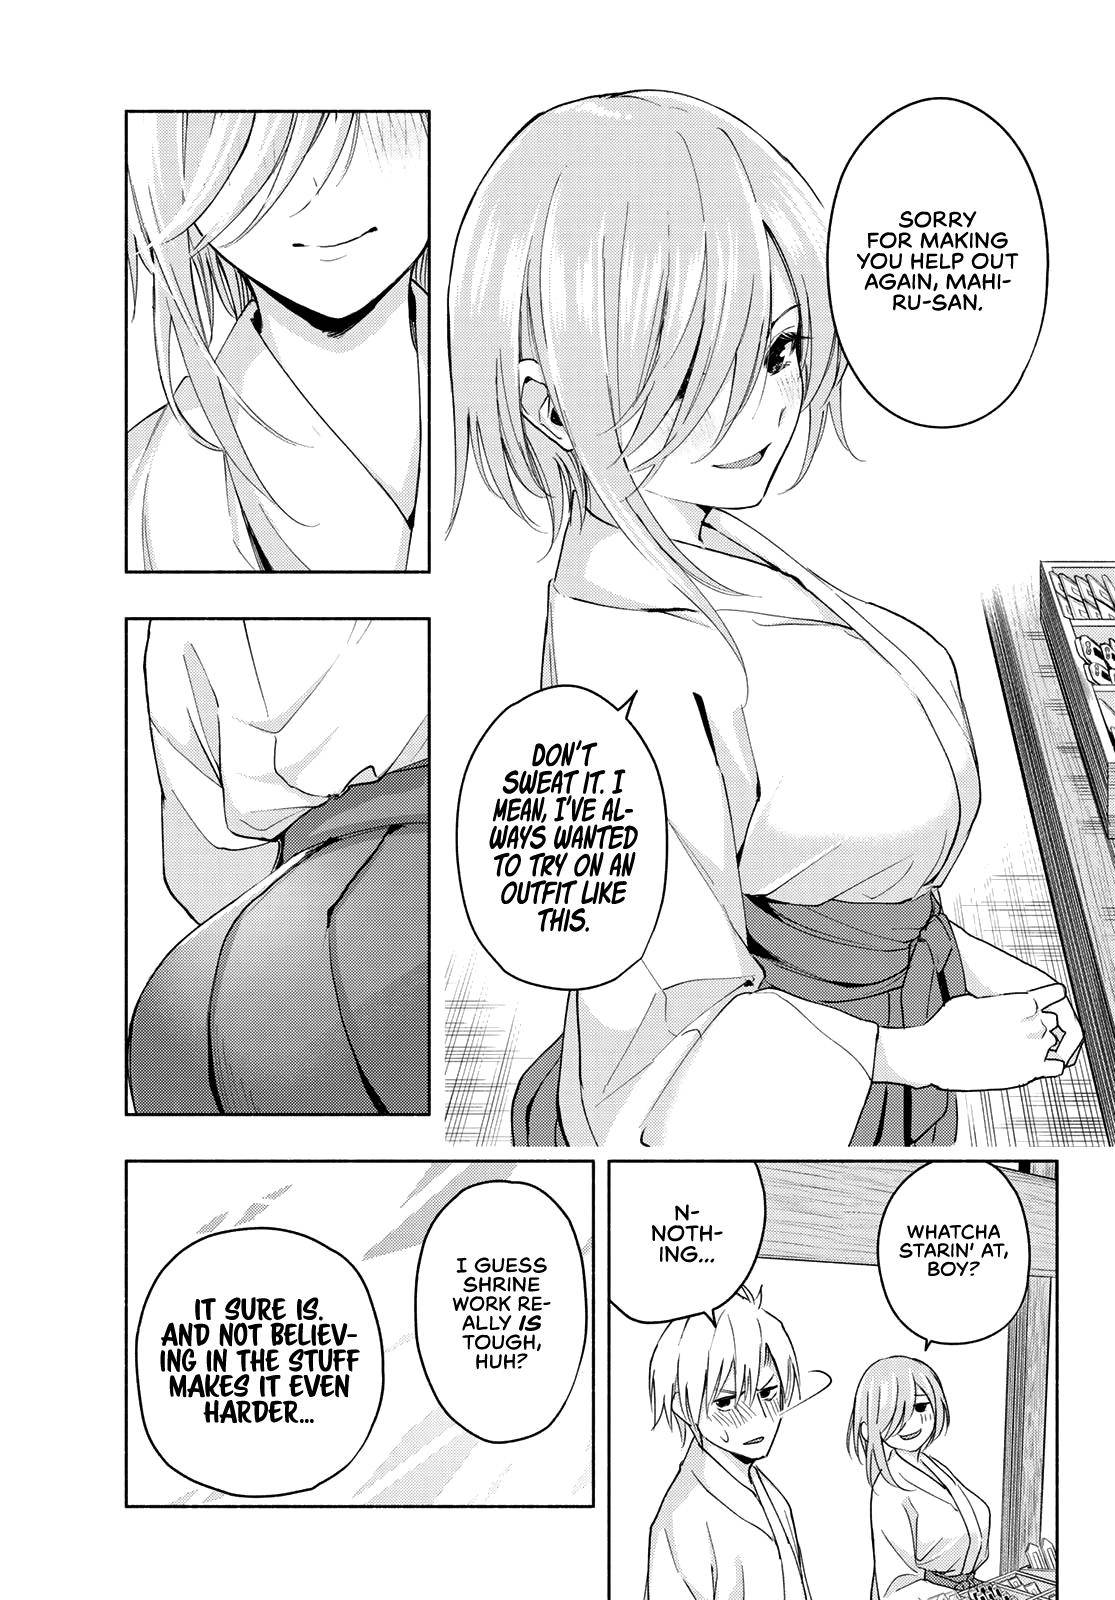 SORRY
FOR MAKING
YOU HELP OUT
AGAIN, MAHI-
RU-SAN.
DON'T
SWEAT IT. I
MEAN, I'VE AL-
WAYS WANTED
TO TRY ON AN
OUTFIT LIKE
THIS.
WHATCHA
STARIN' AT,
BOY?
N-
NOTH-
ING...
I GUESS
SHRINE
WORK RE-
ALLY IS
TOUGH,
HUH?
IT SURE IS.
AND NOT BELIEV-
ING IN THE STUFF
MAKES IT EVEN
HARDER...